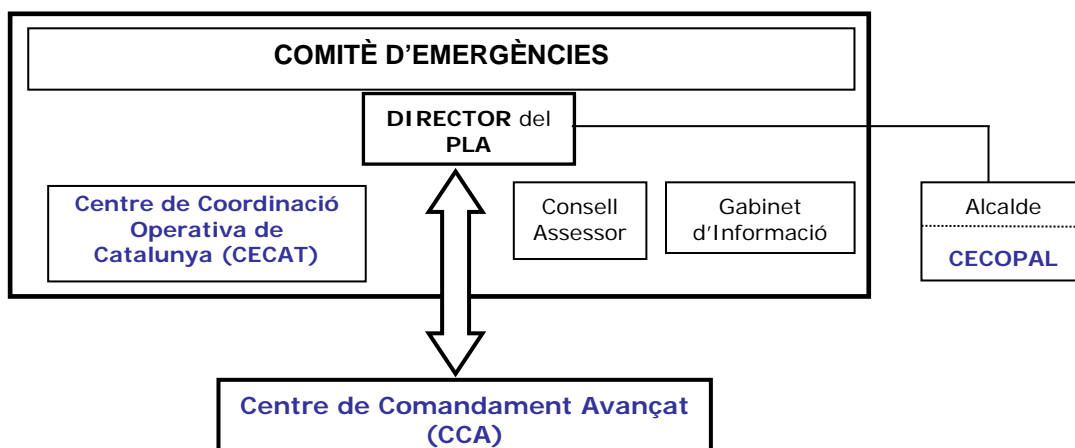 COMITÈ D'EMERGÈNCIES
DIRECTOR del
PLA
Centre de Coordinació
Operativa de
Catalunya (CECAT)
Consell
Assessor
Gabinet
d'Informació
Alcalde
CECOPAL
Centre de Comandament Avançat
(CCA)